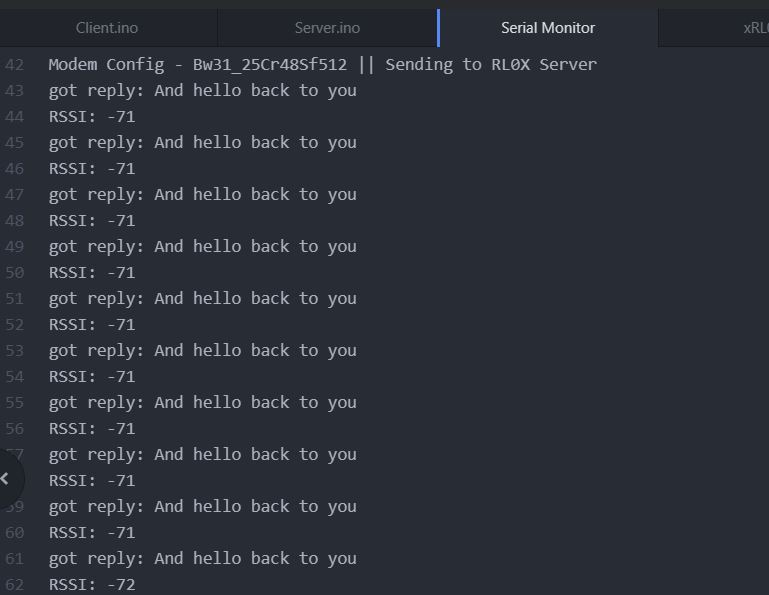 Client.ino Server.ino Serial Monitor xRL0
42 Modem Config - Bw31_25Cr48Sf512 || Sending to RL0X Server
43 got reply: And hello back to you
44 RSSI: -71
45 got reply: And hello back to you
46 RSSI: -71
47 got reply: And hello back to you
48 RSSI: -71
49 got reply: And hello back to you
50 RSSI: -71
51 got reply: And hello back to you
52 RSSI: -71
53 got reply: And hello back to you
54 RSSI: -71
55 got reply: And hello back to you
56 RSSI: -71
57 got reply: And hello back to you
RSSI: -71
59 got reply: And hello back to you
60 RSSI: -71
61 got reply: And hello back to you
62 RSSI: -72